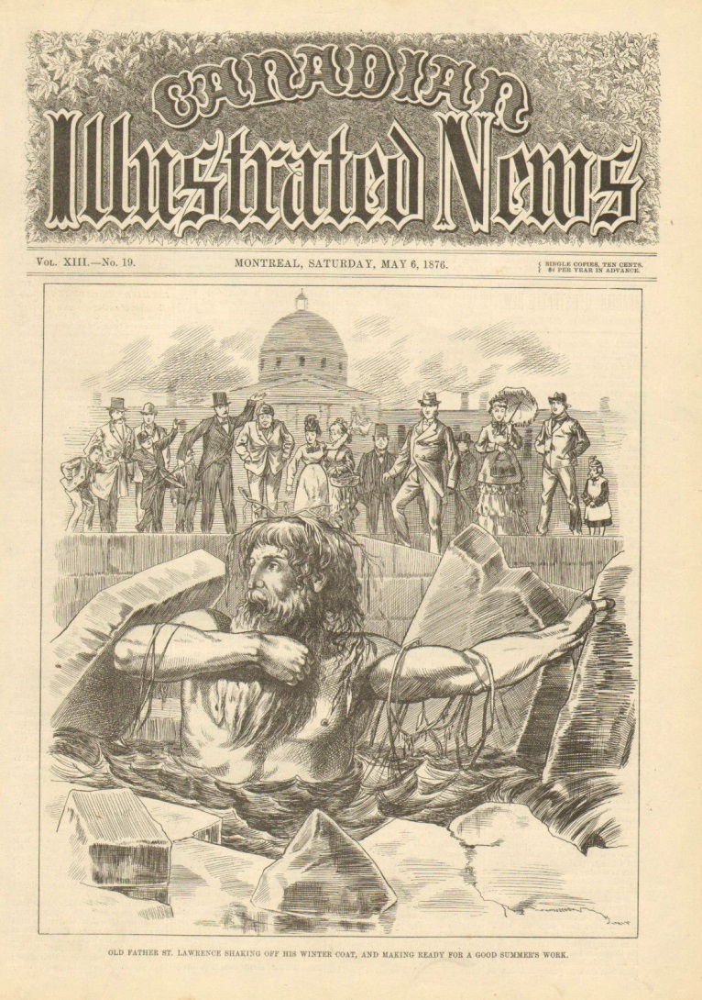 CANADIAN
Illustrated News
VOL. XIII.—No. 19.
MONTREAL, SATURDAY, MAY 6, 1876.
SINGLE COPIES, TEN CENTS.
$4 PER YEAR IN ADVANCE.
OLD FATHER ST. LAWRENCE SHAKING OFF HIS WINTER COAT, AND MAKING READY FOR A GOOD SUMMER'S WORK.